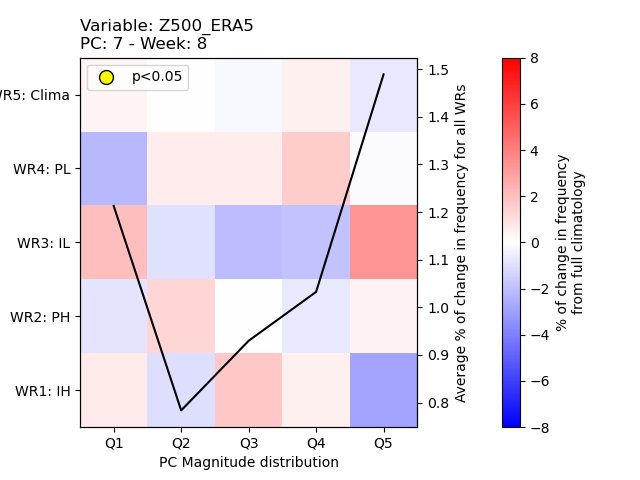 Variable: Z500_ERA5
PC: 7 - Week: 8
p<0.05
WR5: Clima
WR4: PL
WR3: IL
WR2: PH
WR1: IH
Q1 Q2 Q3 Q4 Q5
PC Magnitude distribution
1.5
1.4
1.3
1.2
1.1
1.0
0.9
0.8
Average % of change in frequency for all WRs
8
6
4
2
0
−2
−4
−6
−8
% of change in frequency
from full climatology